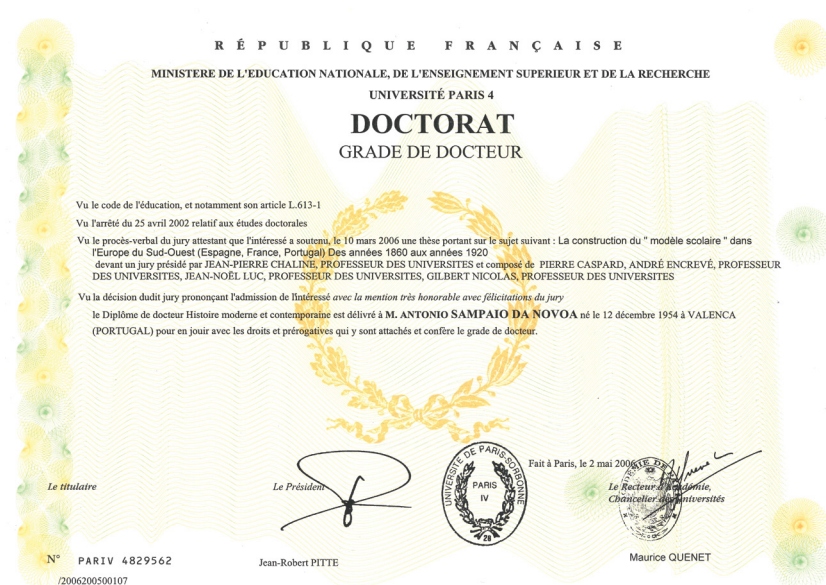 RÉPUBLIQUE FRANÇAISE
MINISTERE DE L'EDUCATION NATIONALE, DE L'ENSEIGNEMENT SUPERIEUR ET DE LA RECHERCHE
UNIVERSITÉ PARIS 4
DOCTORAT
GRADE DE DOCTEUR
Vu le code de l'éducation, et notamment son article L.613-1
Vu l'arrêté du 25 avril 2002 relatif aux études doctorales
Vu le procès-verbal du jury attestant que l'intéressé a soutenu, le 10 mars 2006 une thèse portant sur le sujet suivant : La construction du " modèle scolaire " dans
l'Europe du Sud-Ouest (Espagne, France, Portugal) Des années 1860 aux années 1920
devant un jury présidé par JEAN-PIERRE CHALINE, PROFESSEUR DES UNIVERSITES et composé de PIERRE CASPARD, ANDRÉ ENCREVÉ, PROFESSEUR
DES UNIVERSITES, JEAN-NOËL LUC, PROFESSEUR DES UNIVERSITES, GILBERT NICOLAS, PROFESSEUR DES UNIVERSITES
Vu la décision dudit jury prononçant l'admission de l'intéressé avec la mention très honorable avec félicitations du jury
le Diplôme de docteur Histoire moderne et contemporaine est délivré à M. ANTONIO SAMPAIO DA NOVOA né le 12 décembre 1954 à VALENCA
(PORTUGAL) pour en jouir avec les droits et prérogatives qui y sont attachés et confère le grade de docteur.
Fait à Paris, le 2 mai 2006
Le titulaire
Le Président
UNIVERSITÉ DE PARIS-SORBONNE
PARIS
IV
28
Le Recteur d'Académie,
Chancelier des Universités
N° PARIV 4829562
/2006200500107
Jean-Robert PITTE
Maurice QUENET